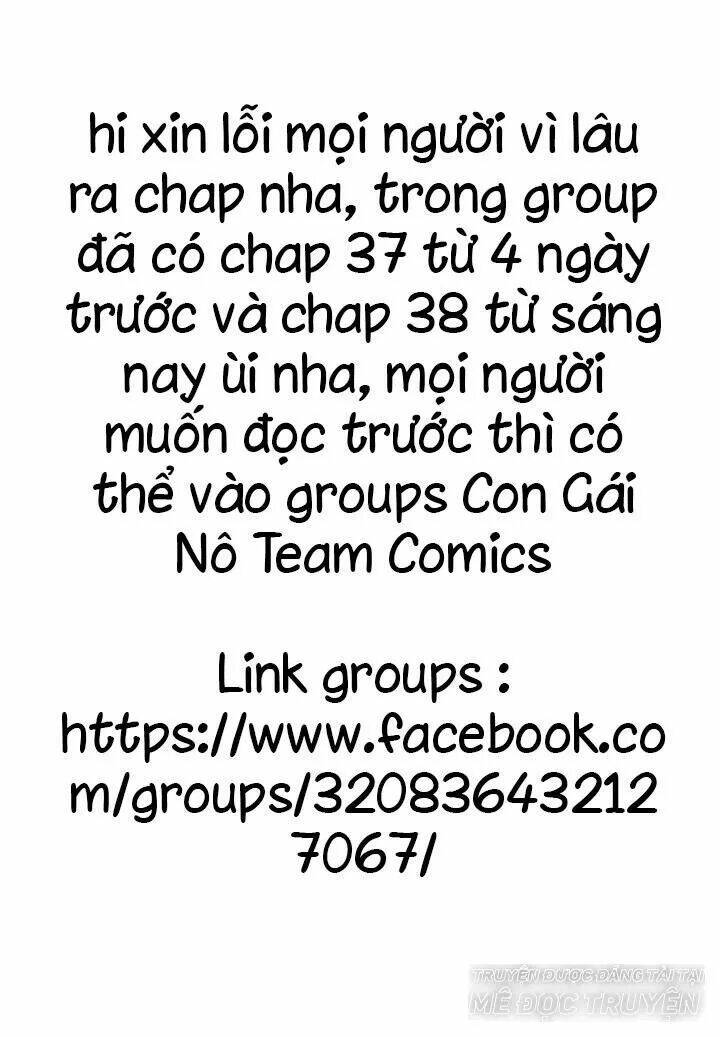 hi xin lỗi mọi người vì lâu
ra chap nha, trong group
đã có chap 37 từ 4 ngày
trước và chap 38 từ sáng
nay ùi nha, mọi người
muốn đọc trước thì có
thể vào groups Con Gái
Nô Team Comics
Link groups :
https://www.facebook.co
m/groups/32083643212
7067/
TRUYỆN ĐƯỢC ĐĂNG TẢI TẠI
MÊ ĐỌC TRUYỆN